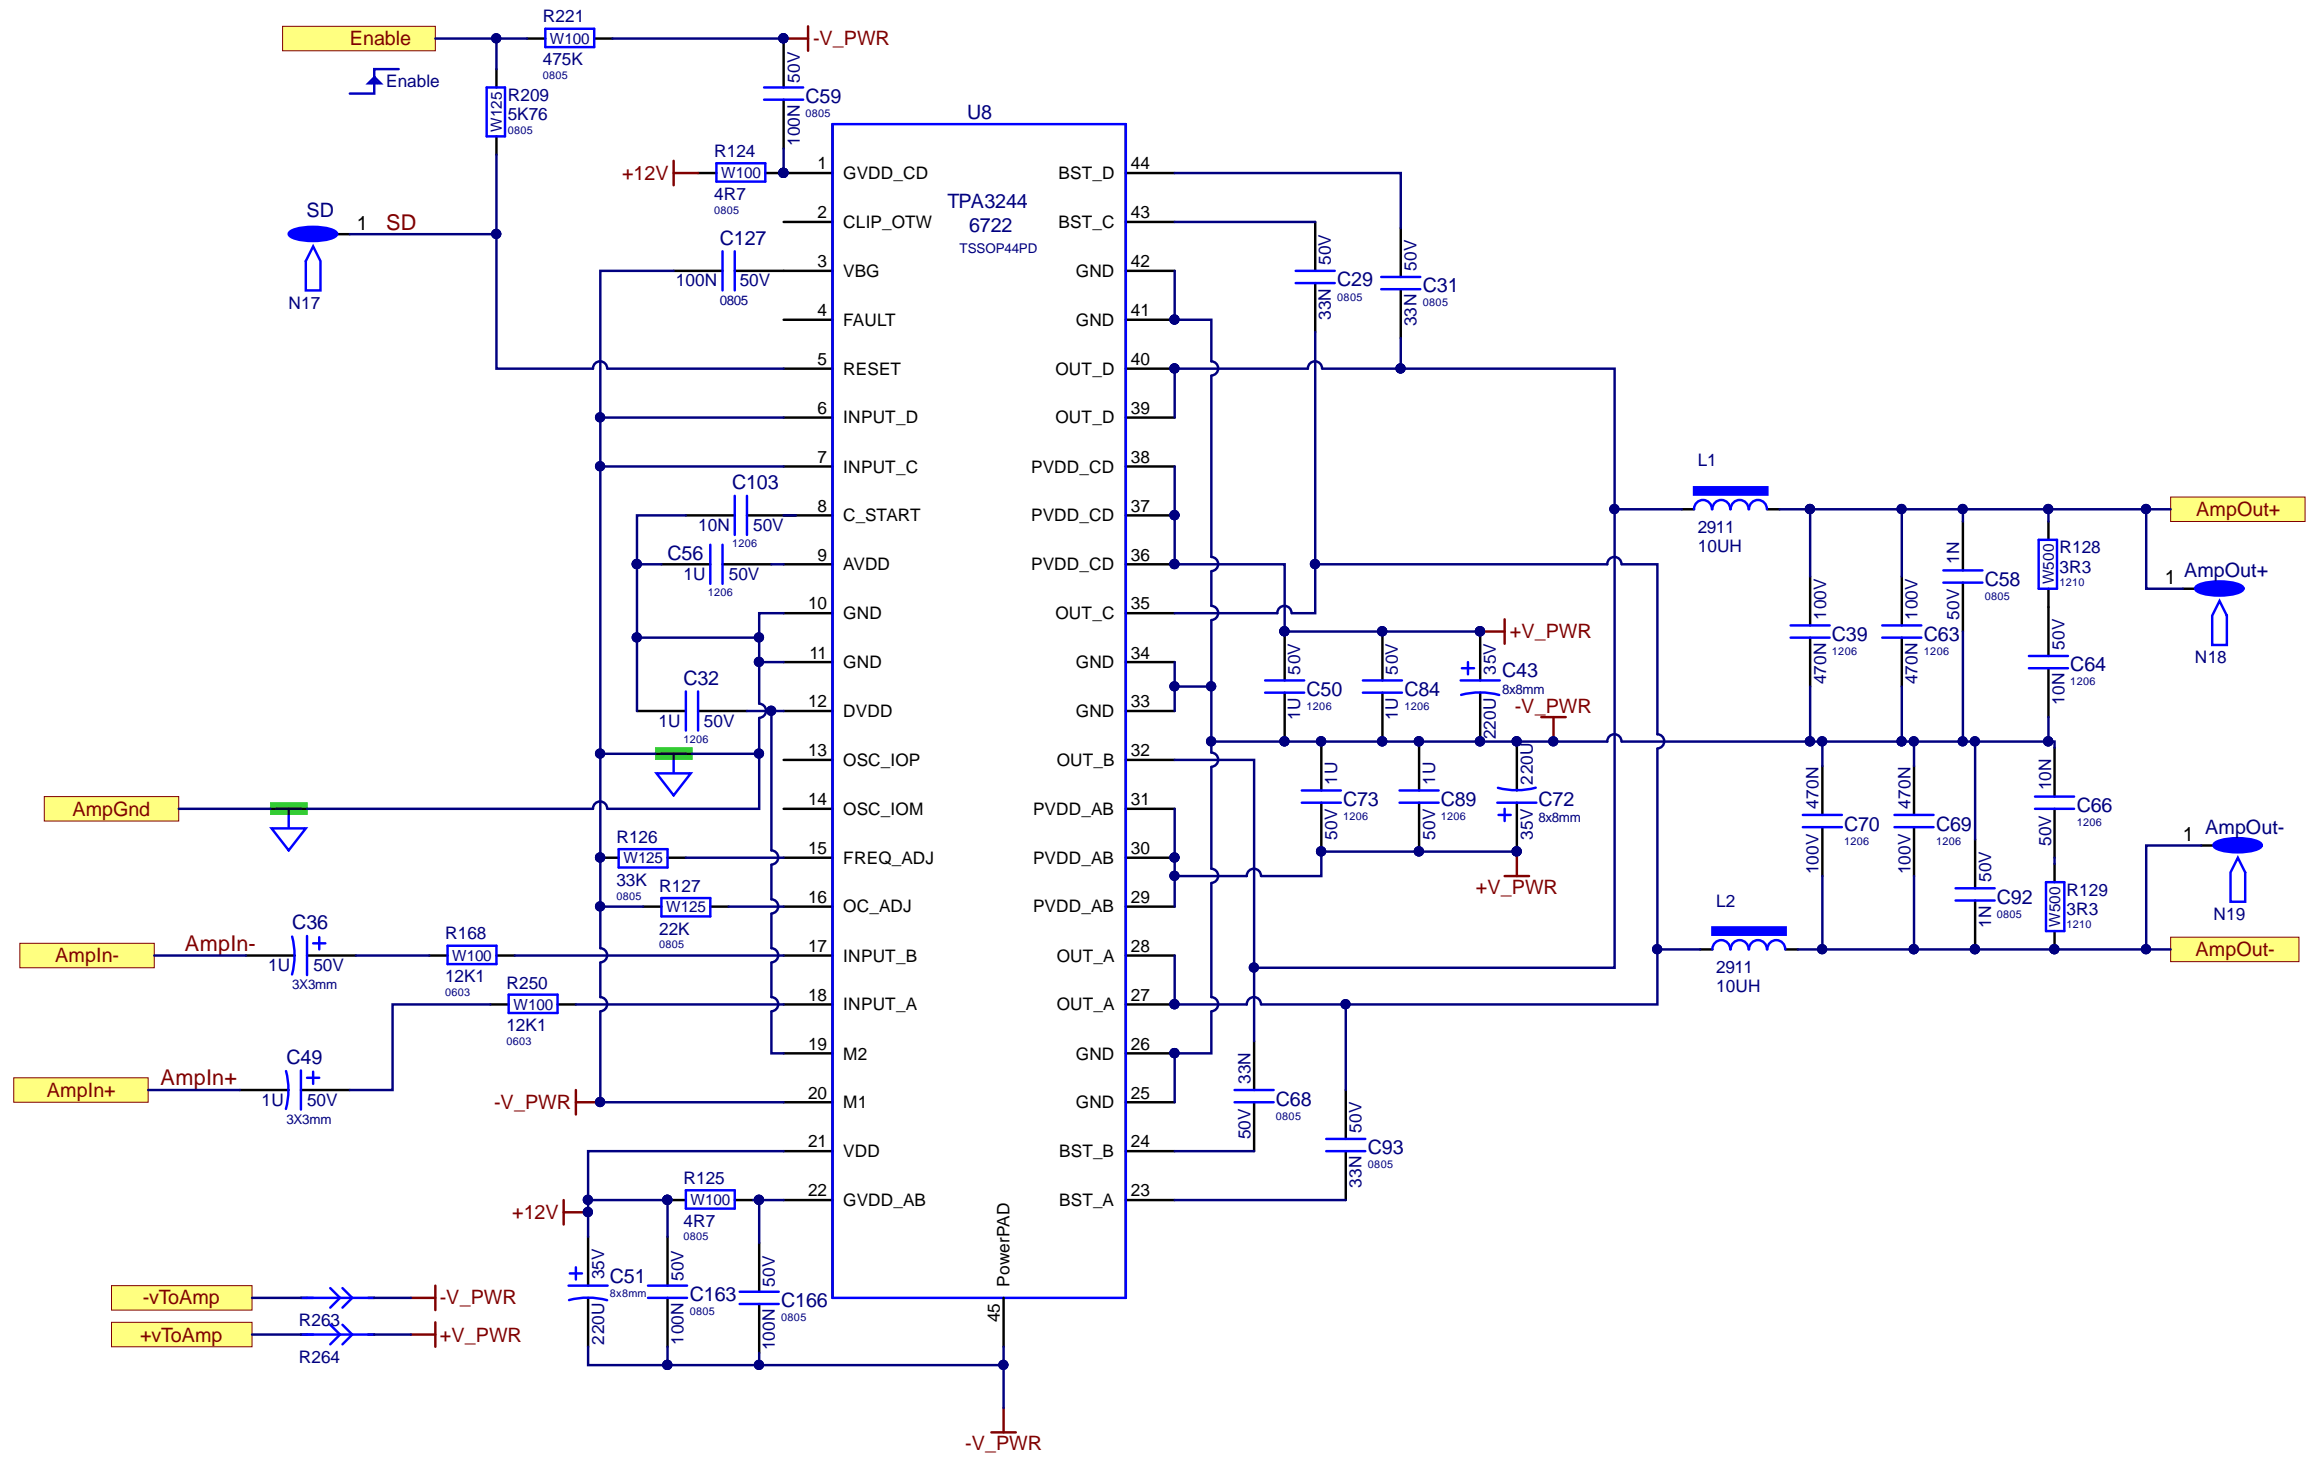 Enable
R221
W100
475K
0805
-V_PWR
Enable
R209
W125
5K76
0805
50V
C59
0805
100N
+12V
R124
W100
4R7
0805
SD
1
SD
N17
C127
100N
50V
0805
U8
TPA3244
6722
TSSOP44PD
1
GVDD_CD
2
CLIP_OTW
3
VBG
4
FAULT
5
RESET
6
INPUT_D
7
INPUT_C
8
C_START
9
AVDD
10
GND
11
GND
12
DVDD
13
OSC_IOP
14
OSC_IOM
15
FREQ_ADJ
16
OC_ADJ
17
INPUT_B
18
INPUT_A
19
M2
20
M1
21
VDD
22
GVDD_AB
BST_D
44
BST_C
43
GND
42
GND
41
OUT_D
40
OUT_D
39
PVDD_CD
38
PVDD_CD
37
PVDD_CD
36
OUT_C
35
GND
34
GND
33
OUT_B
32
PVDD_AB
31
PVDD_AB
30
PVDD_AB
29
OUT_A
28
OUT_A
27
GND
26
GND
25
BST_B
24
BST_A
23
PowerPAD
45
C103
10N
50V
1206
C56
1U
50V
1206
C32
1U
50V
1206
AmpGnd
R126
W125
33K
0805
R127
W125
22K
0805
AmpIn-
AmpIn-
C36
+
1U
50V
3X3mm
R168
W100
12K1
0603
R250
W100
12K1
0603
AmpIn+
AmpIn+
C49
+
1U
50V
3X3mm
-V_PWR
+12V
R125
W100
4R7
0805
+
35V
C51
8x8mm
220U
50V
C163
0805
100N
50V
C166
0805
100N
-vToAmp
R263
-V_PWR
+vToAmp
R264
+V_PWR
-V_PWR
50V
C29
0805
33N
50V
C31
0805
33N
+V_PWR
50V
C50
1206
1U
50V
C84
1206
1U
+
35V
C43
8x8mm
220U
-V_PWR
1U
C73
1206
50V
1U
C89
1206
50V
220U
C72
8x8mm
+
35V
+V_PWR
33N
C68
0805
50V
50V
C93
0805
33N
L1
2911
10UH
L2
2911
10UH
100V
C39
1206
470N
100V
C63
1206
470N
1N
C58
0805
50V
W500
R128
3R3
1210
50V
C64
1206
10N
AmpOut+
1
AmpOut+
N18
470N
C70
1206
100V
470N
C69
1206
100V
50V
C92
0805
1N
10N
C66
1206
50V
W500
R129
3R3
1210
1
AmpOut-
N19
AmpOut-